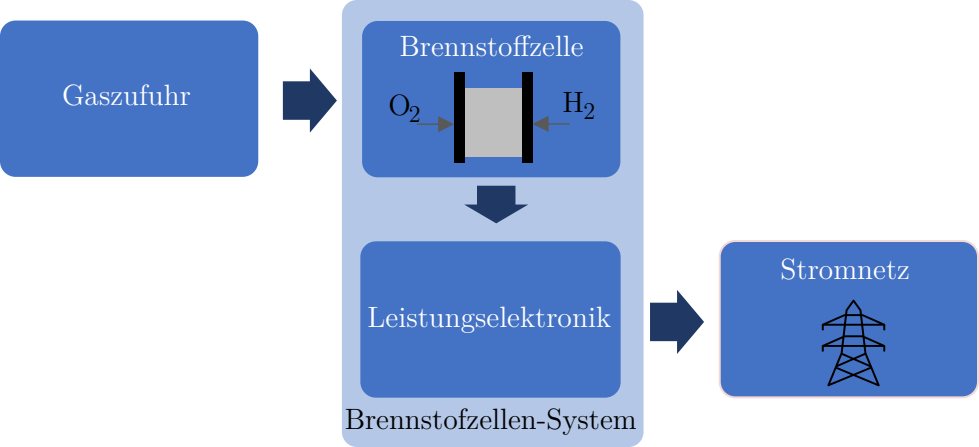 Gaszufuhr
Brennstoffzelle
O2
H2
Leistungselektronik
Brennstofzellen-System
Stromnetz